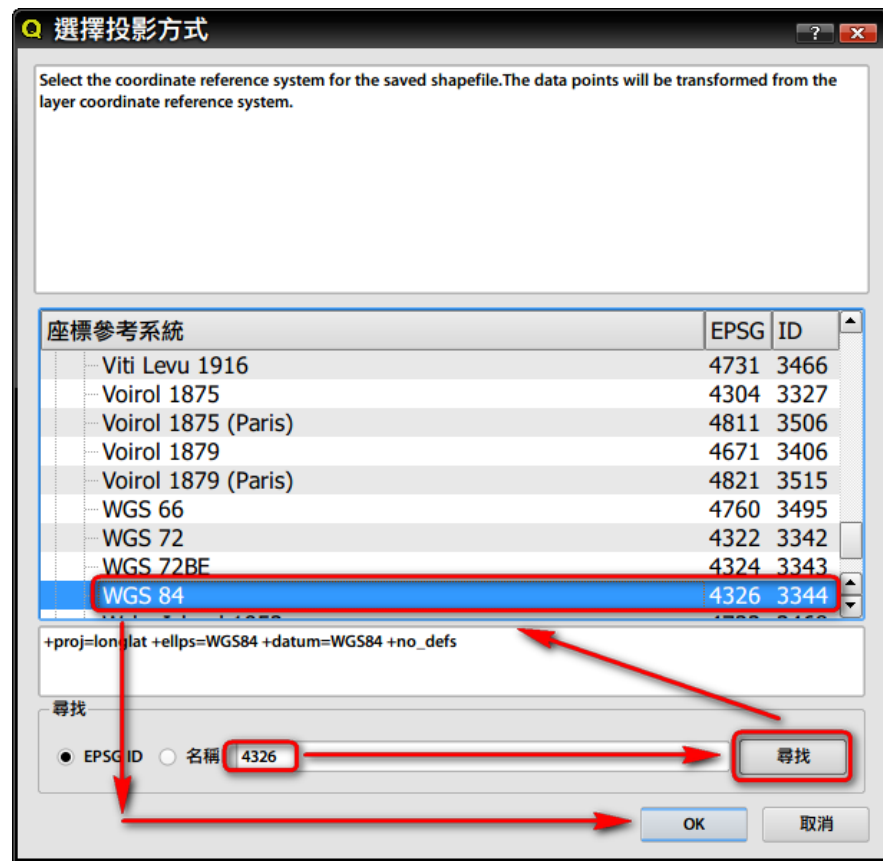 選擇投影方式
Select the coordinate reference system for the saved shapefile.The data points will be transformed from the
layer coordinate reference system.
座標參考系統 EPSG ID
Viti Levu 1916 4731 3466
Voirol 1875 4304 3327
Voirol 1875 (Paris) 4811 3506
Voirol 1879 4671 3406
Voirol 1879 (Paris) 4821 3515
WGS 66 4760 3495
WGS 72 4322 3342
WGS 72BE 4324 3343
WGS 84 4326 3344
+proj=longlat +ellps=WGS84 +datum=WGS84 +no_defs
尋找
EPSG ID 名稱 4326 尋找
OK 取消